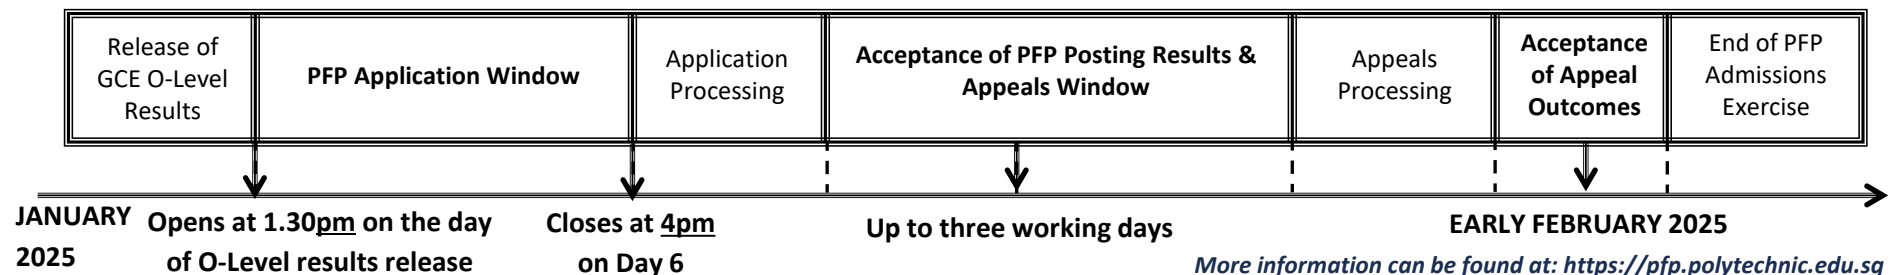 Release of
GCE O-Level
Results
PFP Application Window
Application
Processing
Acceptance of PFP Posting Results &
Appeals Window
Appeals
Processing
Acceptance
of Appeal
Outcomes
End of PFP
Admissions
Exercise
JANUARY
2025
Opens at 1.30pm on the day
of O-Level results release
Closes at 4pm
on Day 6
Up to three working days
EARLY FEBRUARY 2025
More information can be found at: https://pfp.polytechnic.edu.sg